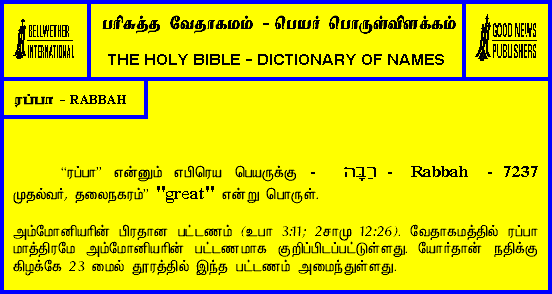 BELLWETHER
INTERNATIONAL
பரிசுத்த வேதாகமம் - பெயர் பொருள்விளக்கம்
THE HOLY BIBLE - DICTIONARY OF NAMES
GOOD NEWS
PUBLISHERS
ரப்பா - RABBAH
“ரப்பா” என்னும் எபிரெய பெயருக்கு - רַבָּה - Rabbah - 7237
முதல்வர், தலைநகரம்” "great" என்று பொருள்.
அம்மோனியரின் பிரதான பட்டணம் (உபா 3:11; 2சாமு 12:26). வேதாகமத்தில் ரப்பா
மாத்திரமே அம்மோனியரின் பட்டணமாக குறிப்பிடப்பட்டுள்ளது. யோர்தான் நதிக்கு
கிழக்கே 23 மைல் தூரத்தில் இந்த பட்டணம் அமைந்துள்ளது.